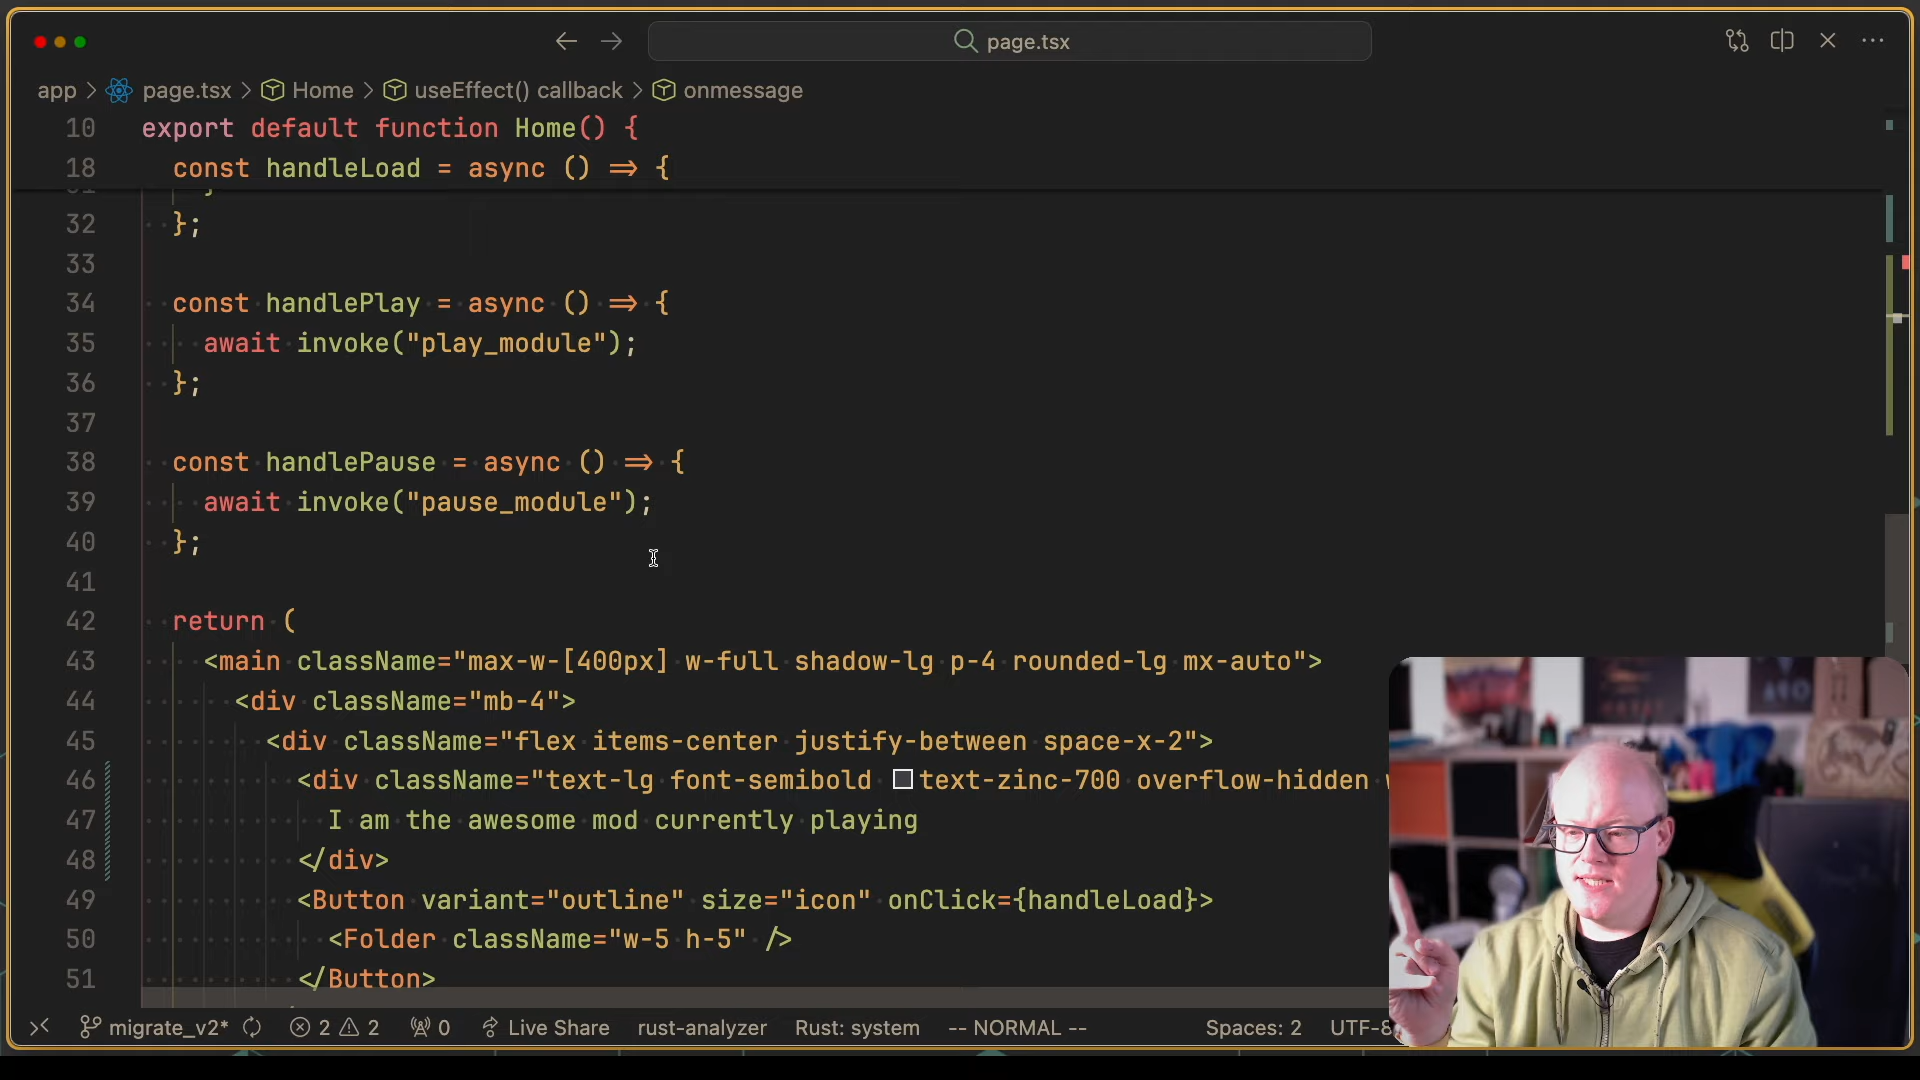 page.tsx
app > page.tsx > Home > useEffect() callback > onmessage
10 export default function Home() {
18 const handleLoad = async () => {
32 };
33
34 const handlePlay = async () => {
35 await invoke("play_module");
36 };
37
38 const handlePause = async () => {
39 await invoke("pause_module");
40 };
41
42 return (
43 <main className="max-w-[400px] w-full shadow-lg p-4 rounded-lg mx-auto">
44 <div className="mb-4">
45 <div className="flex items-center justify-between space-x-2">
46 <div className="text-lg font-semibold text-zinc-700 overflow-hidden
47 I am the awesome mod currently playing
48 </div>
49 <Button variant="outline" size="icon" onClick={handleLoad}>
50 <Folder className="w-5 h-5" />
51 </Button>
migrate_v2* 2 2 0 Live Share rust-analyzer Rust: system -- NORMAL -- Spaces: 2 UTF-8